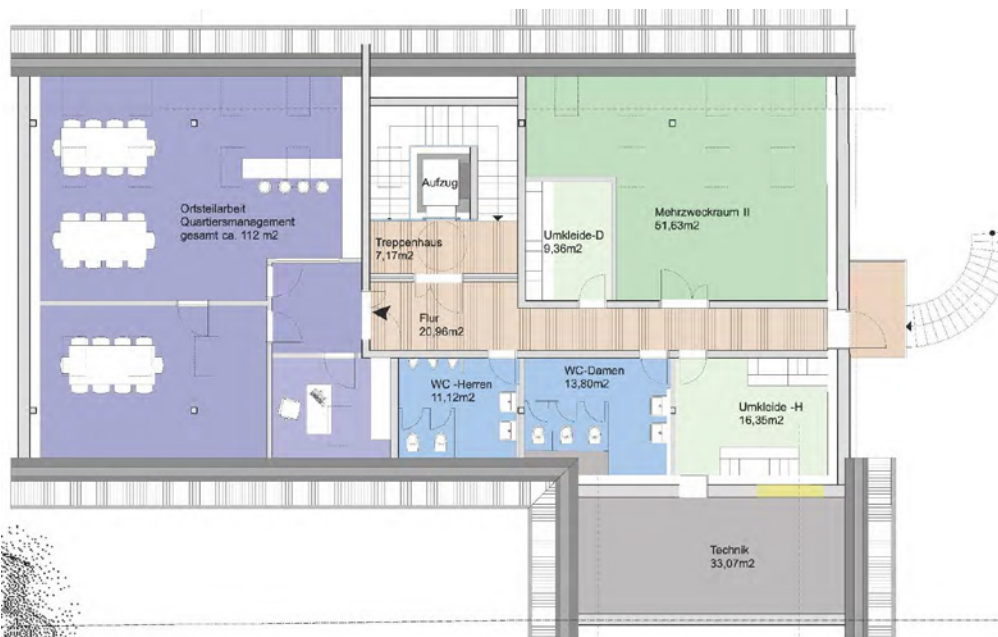 Aufzug
Ortsteilarbeit
Quartiersmanagement
gesamt ca. 112 m2
Mehrzweckraum II
51,63m2
Umkleide-D
9,36m2
Treppenhaus
7,17m2
Flur
20,96m2
WC -Herren
11,12m2
WC-Damen
13,80m2
Umkleide -H
16,35m2
Technik
33,07m2